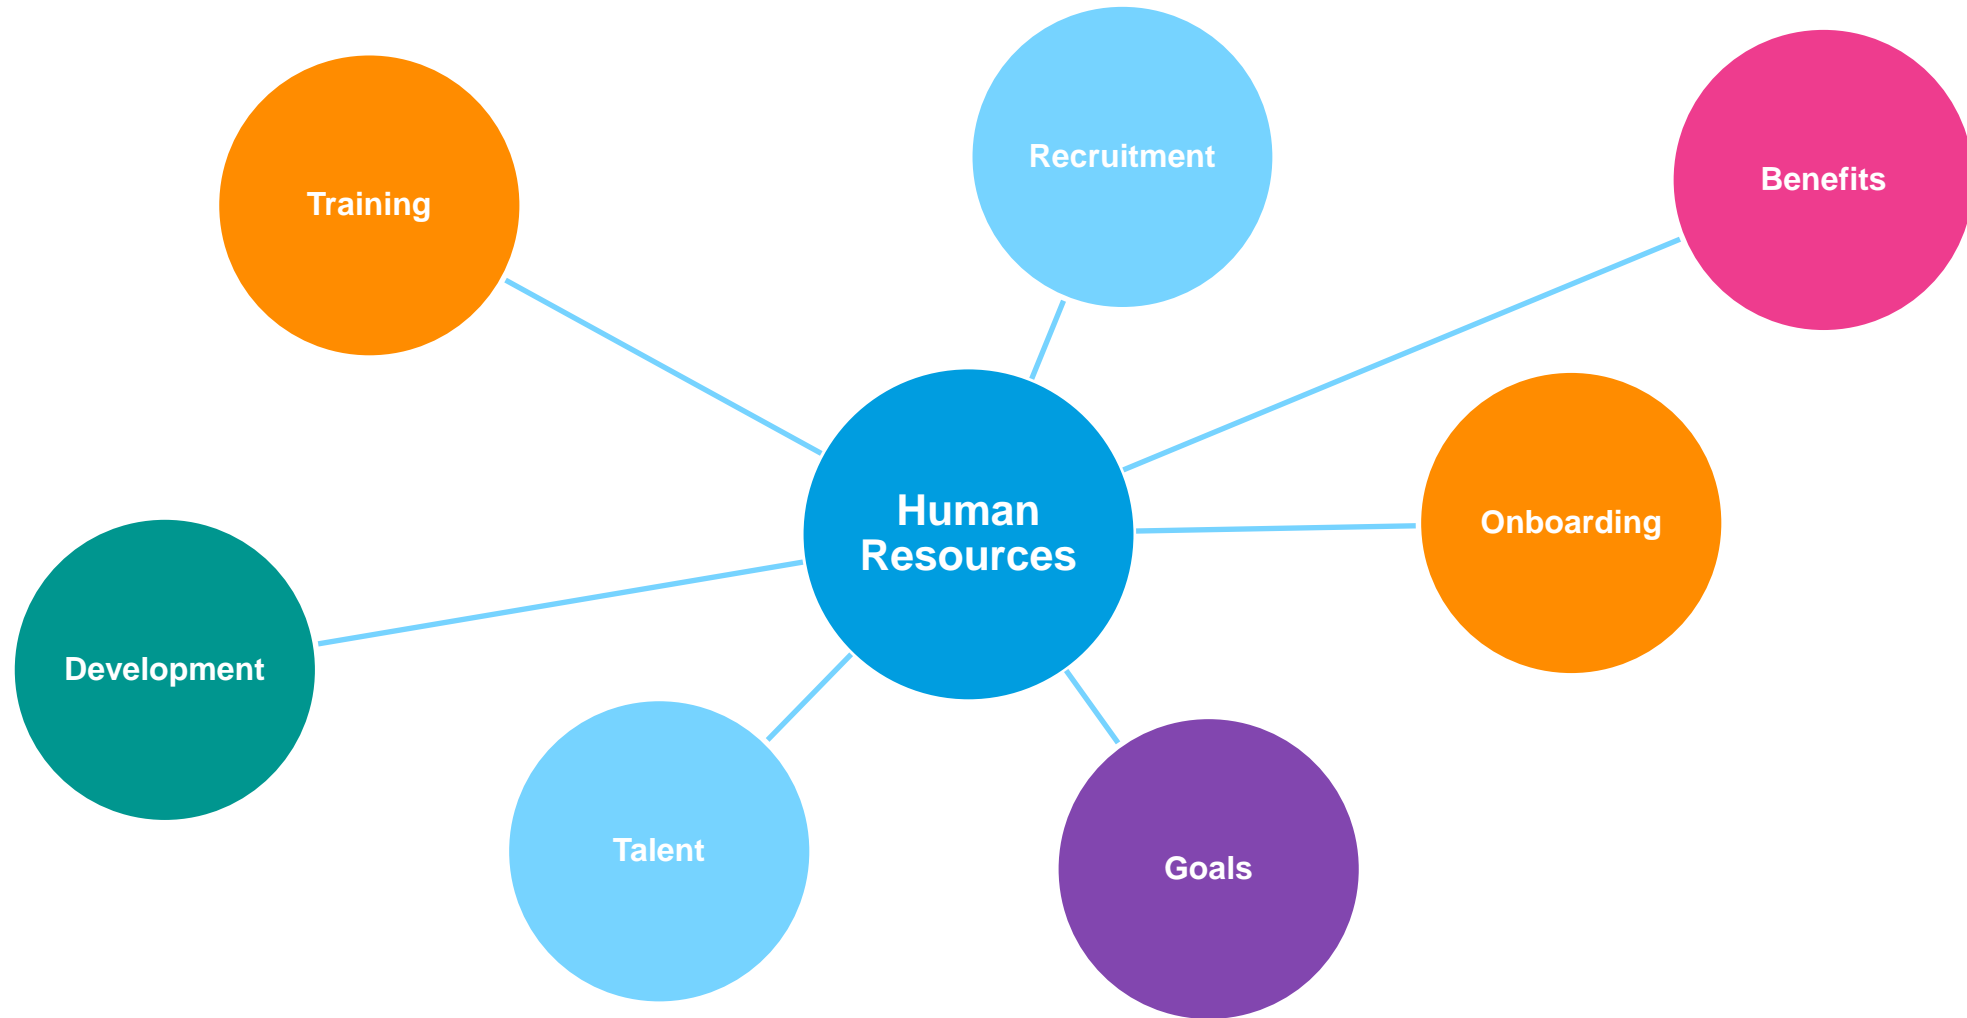 Recruitment
Benefits
Training
Human
Resources
Onboarding
Development
Talent
Goals